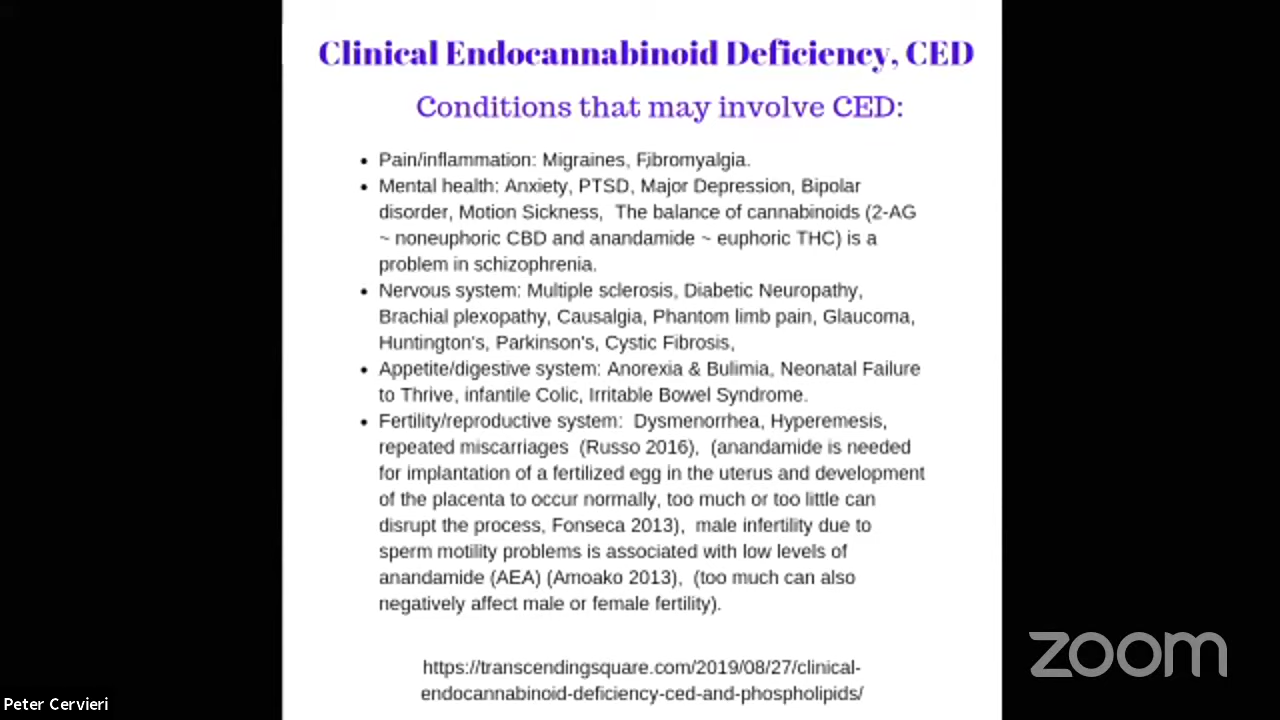 Clinical Endocannabinoid Deficiency, CED
Conditions that may involve CED:
• Pain/inflammation: Migraines, Fibromyalgia.
• Mental health: Anxiety, PTSD, Major Depression, Bipolar
disorder, Motion Sickness,  The balance of cannabinoids (2-AG
~ noneuphoric CBD and anandamide ~ euphoric THC) is a
problem in schizophrenia.
• Nervous system: Multiple sclerosis, Diabetic Neuropathy,
Brachial plexopathy, Causalgia, Phantom limb pain, Glaucoma,
Huntington's, Parkinson's, Cystic Fibrosis,
• Appetite/digestive system: Anorexia & Bulimia, Neonatal Failure
to Thrive, infantile Colic, Irritable Bowel Syndrome.
• Fertility/reproductive system:  Dysmenorrhea, Hyperemesis,
repeated miscarriages  (Russo 2016),  (anandamide is needed
for implantation of a fertilized egg in the uterus and development
of the placenta to occur normally, too much or too little can
disrupt the process, Fonseca 2013),  male infertility due to
sperm motility problems is associated with low levels of
anandamide (AEA) (Amoako 2013),  (too much can also
negatively affect male or female fertility).
https://transcendingsquare.com/2019/08/27/clinical-
endocannabinoid-deficiency-ced-and-phospholipids/
zoom
Peter Cervieri